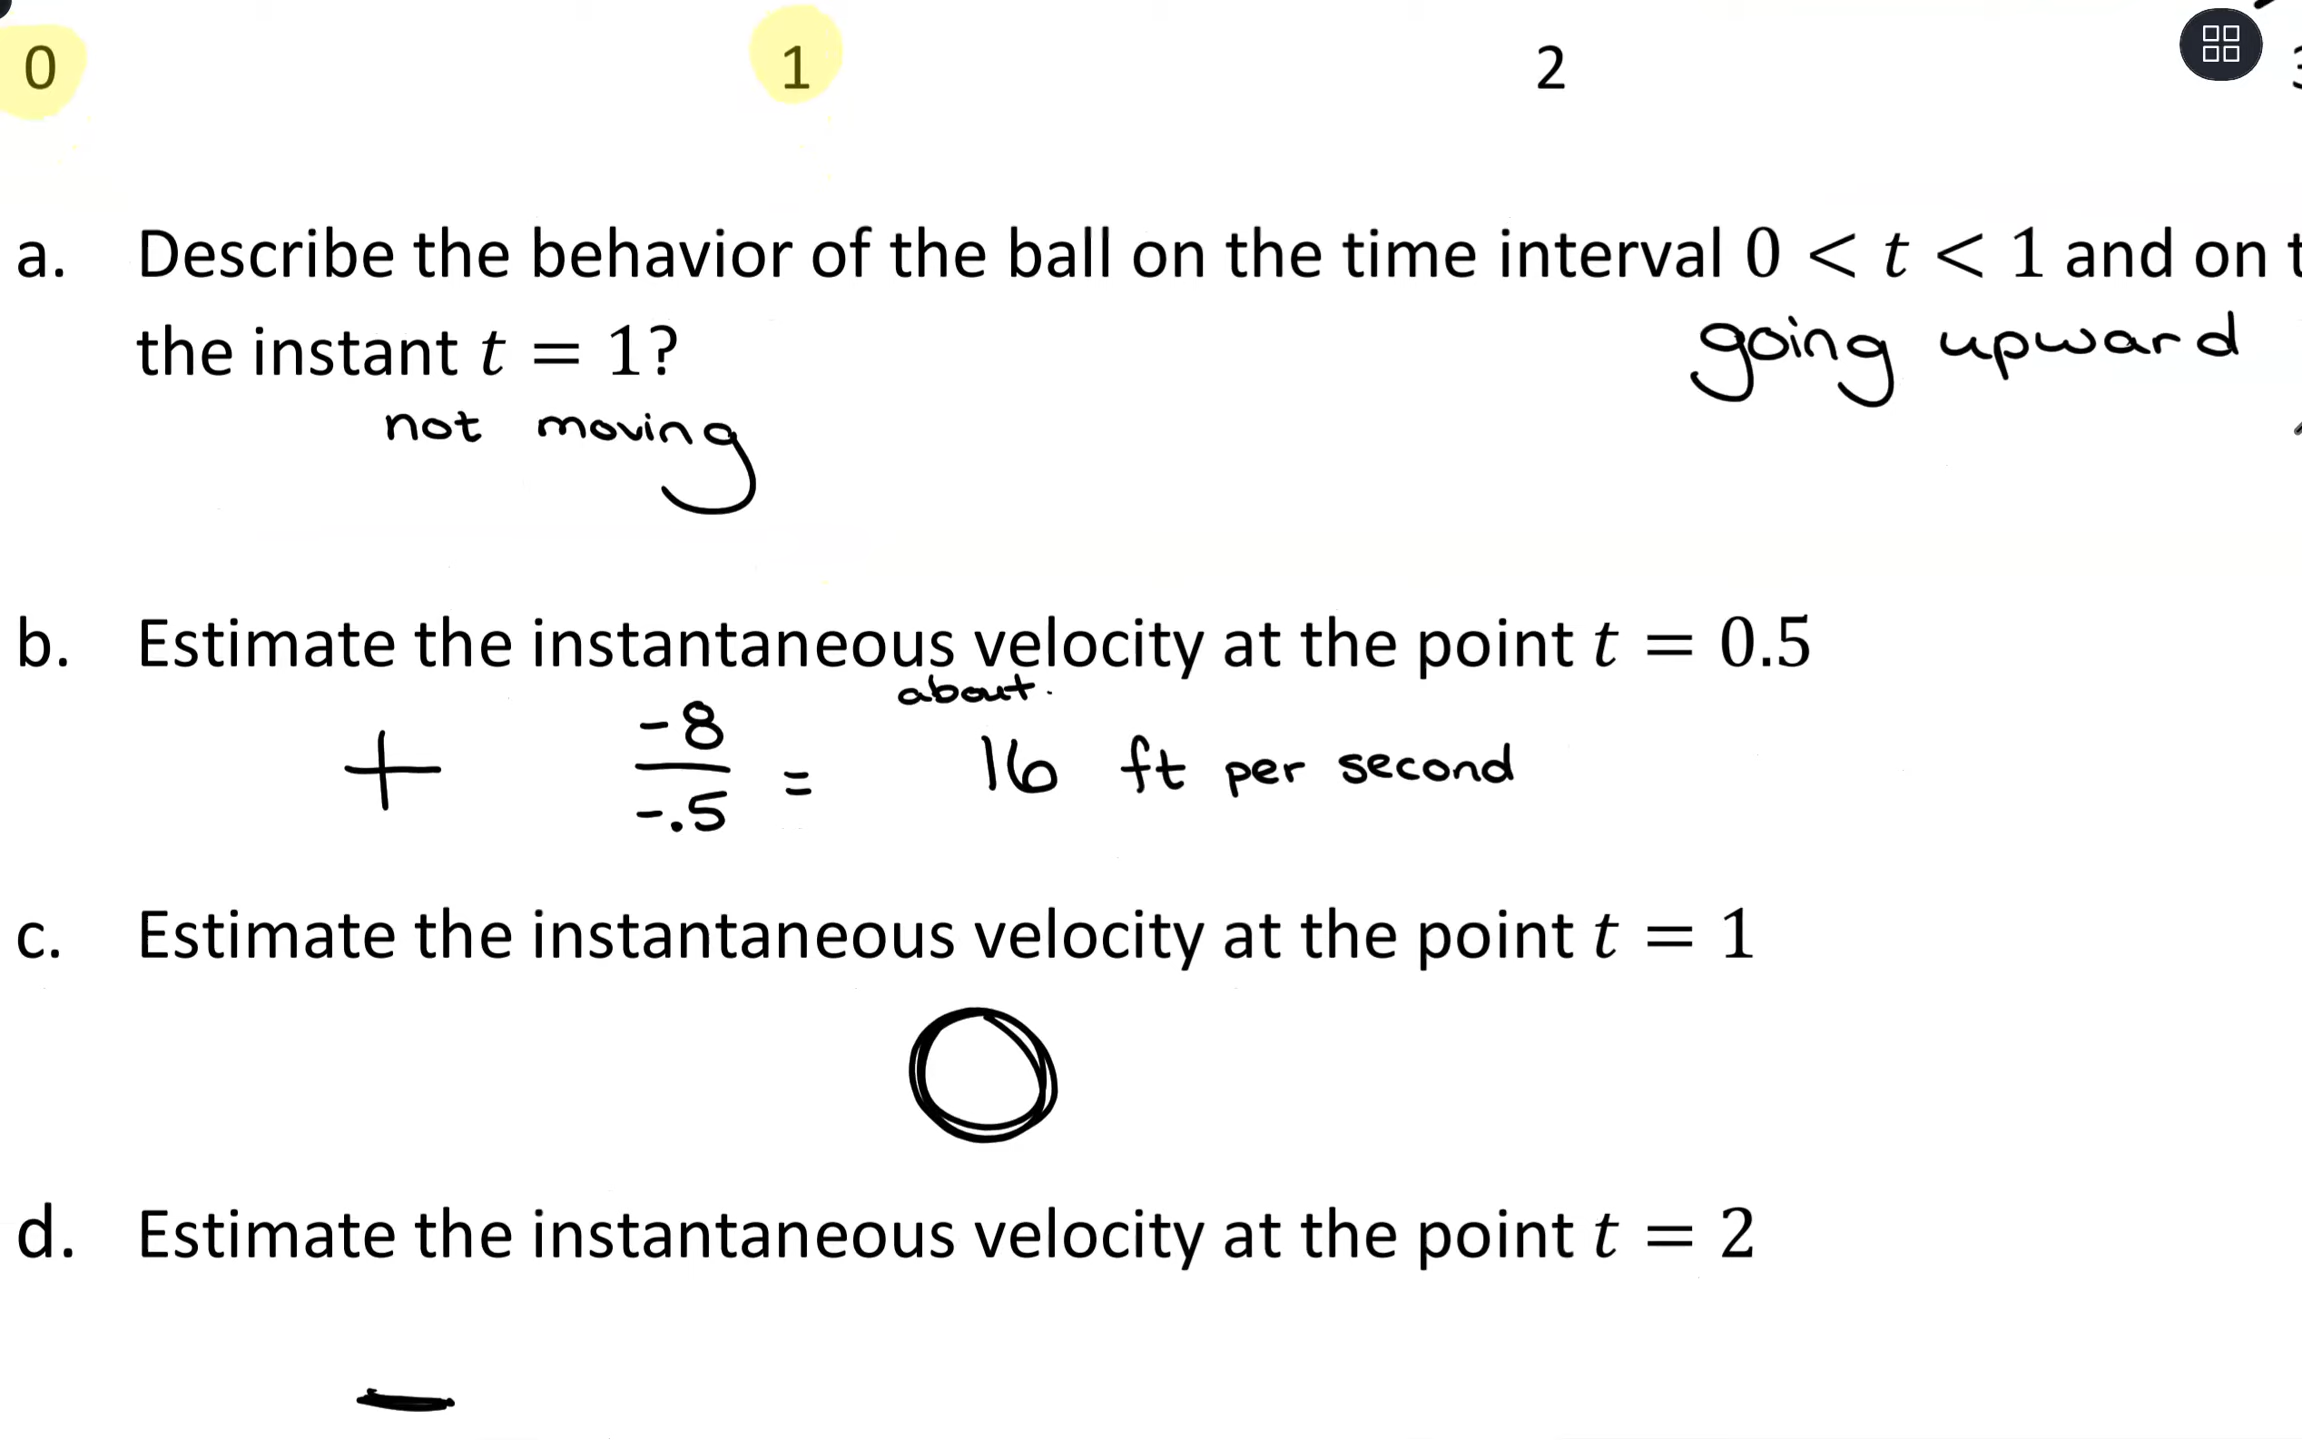 0 1 2
a. Describe the behavior of the ball on the time interval 0 < t < 1 and on
the instant t = 1?
going upward
not moving
b. Estimate the instantaneous velocity at the point t = 0.5
about.
+ -8/-.5 = 16 ft per second
c. Estimate the instantaneous velocity at the point t = 1
0
d. Estimate the instantaneous velocity at the point t = 2
–